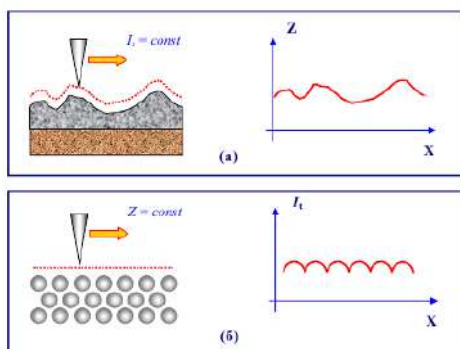 I_t = const
Z
X
(а)
Z = const
I_t
X
(б)